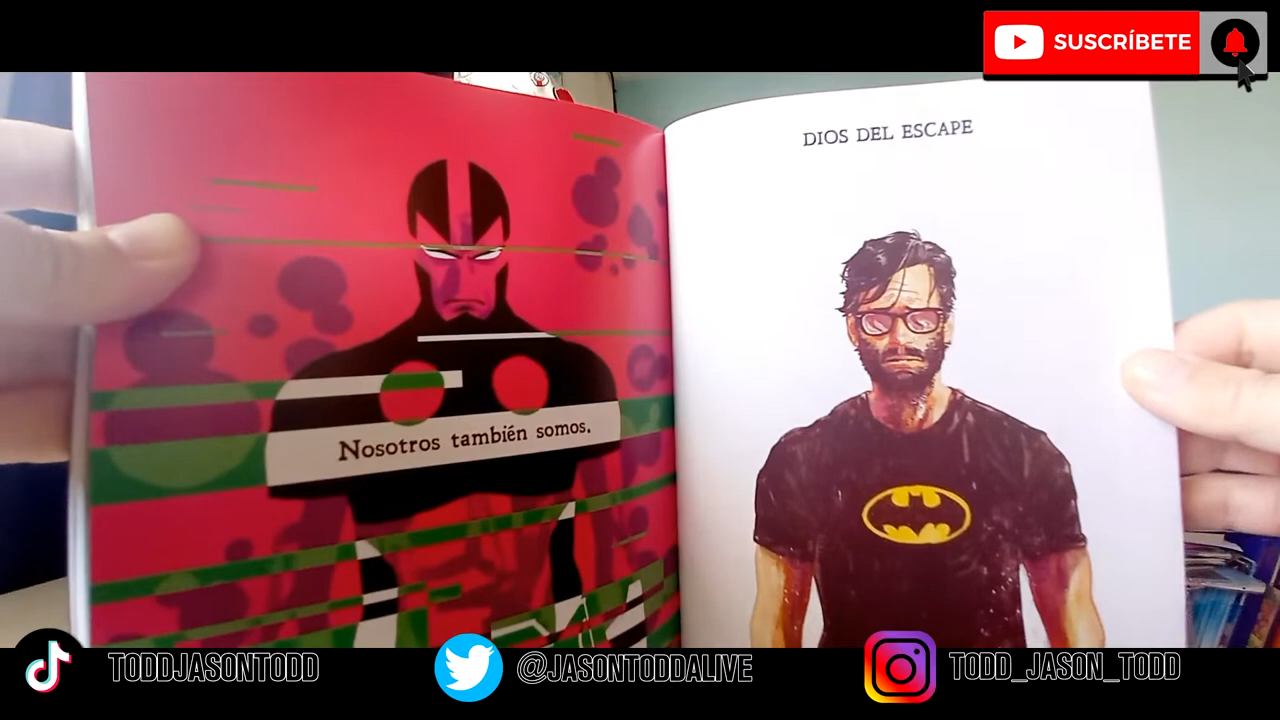 SUSCRÍBETE
DIOS DEL ESCAPE
Nosotros también somos.
TODDJASONTODD
@JASONTODDALIVE
TODD_JASON_TODD